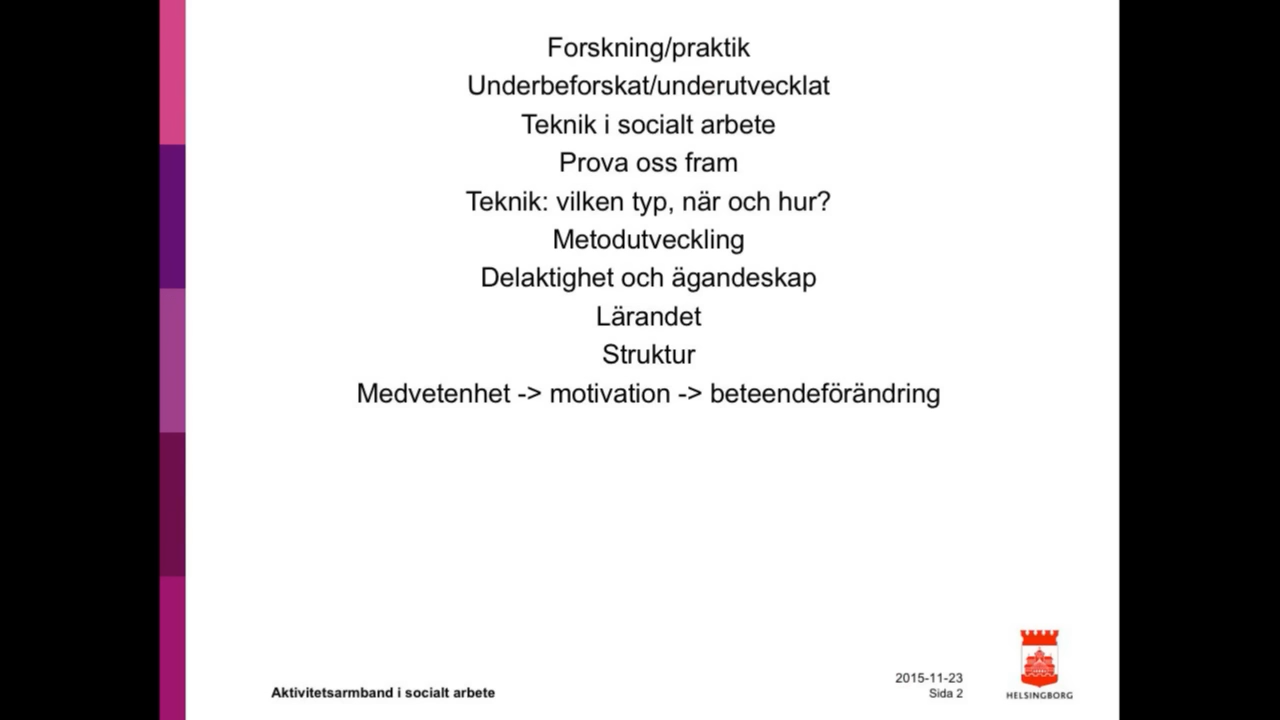 Forskning/praktik
Underbeforskat/underutvecklat
Teknik i socialt arbete
Prova oss fram
Teknik: vilken typ, när och hur?
Metodutveckling
Delaktighet och ägandeskap
Lärandet
Struktur
Medvetenhet -> motivation -> beteendeförändring
Aktivitetsarmband i socialt arbete
2015-11-23
Sida 2
HELSINGBORG